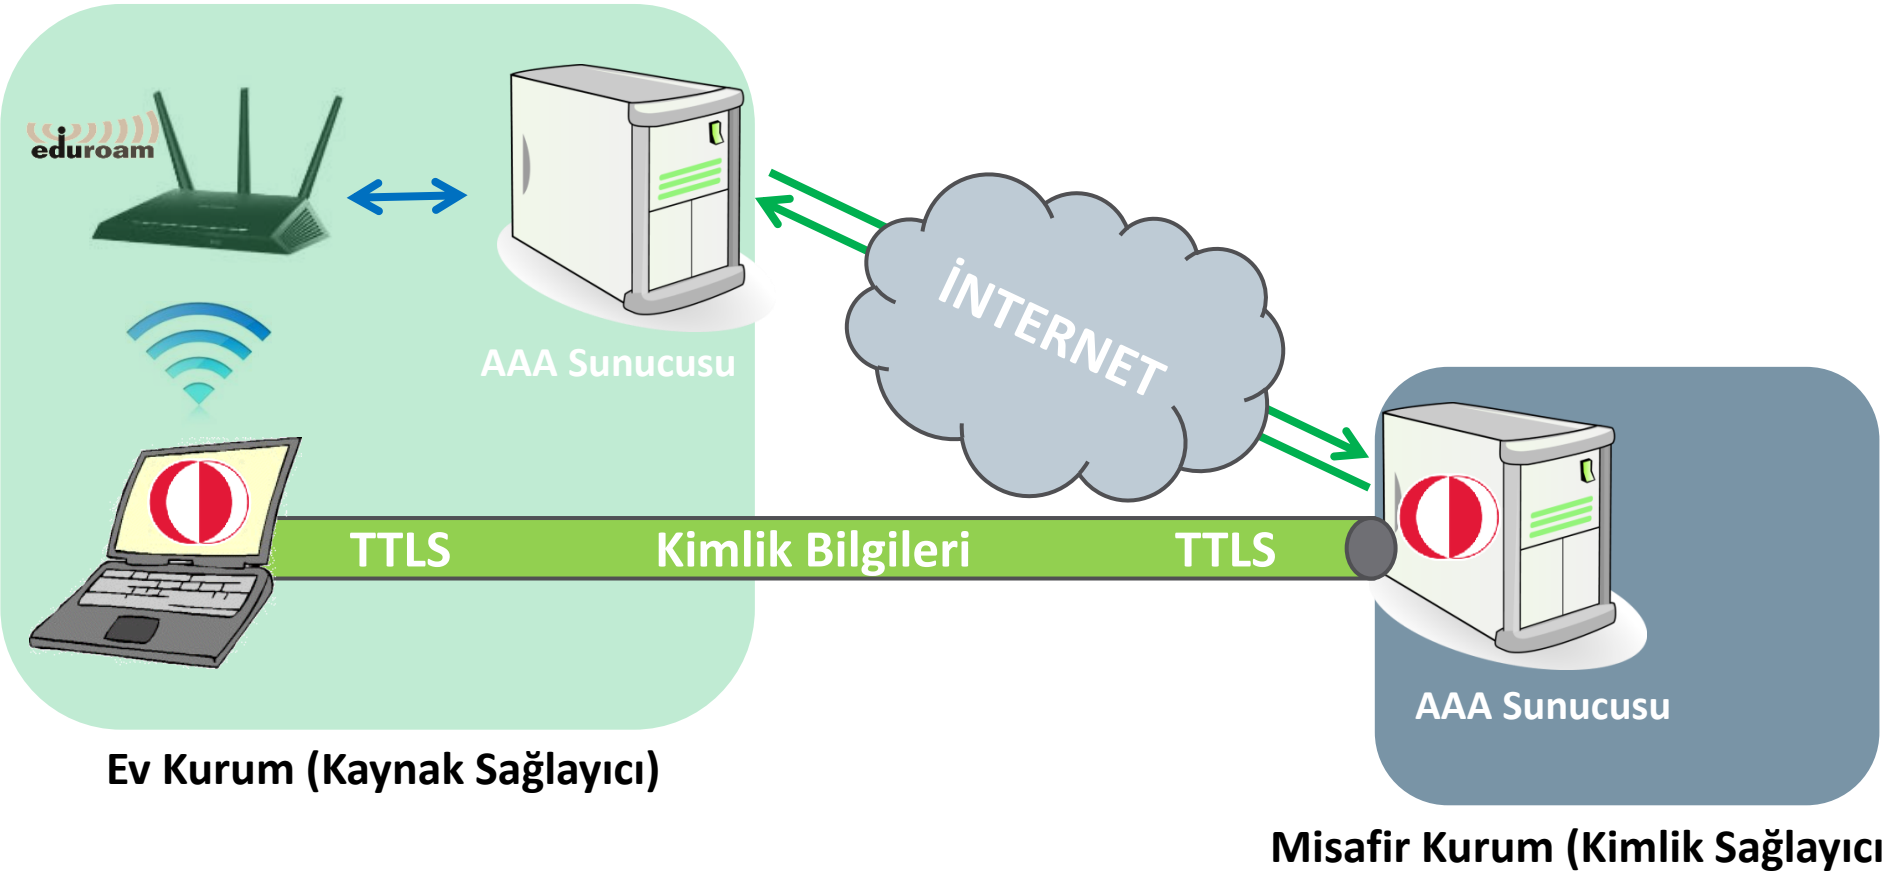 eduroam
AAA Sunucusu
İNTERNET
TTLS Kimlik Bilgileri TTLS
AAA Sunucusu
Ev Kurum (Kaynak Sağlayıcı)
Misafir Kurum (Kimlik Sağlayıcı